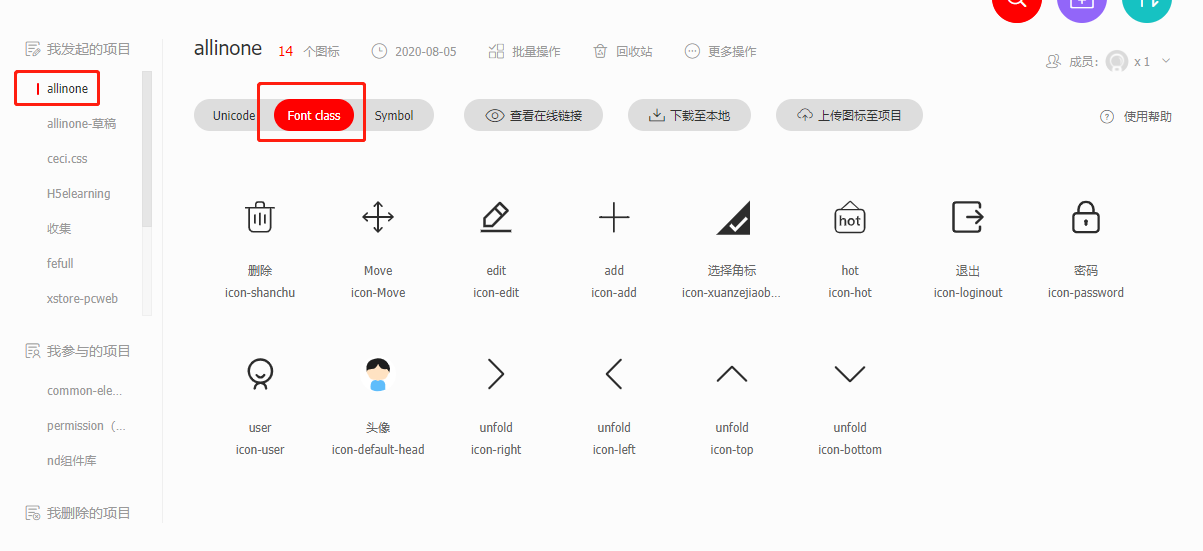 我发起的项目
allinone
allinone-草稿
ceci.css
H5elearning
收集
fefull
xstore-pcweb
我参与的项目
common-ele...
permission（...
nd组件库
我删除的项目
allinone 14 个图标 2020-08-05 批量操作 回收站 更多操作 成员： x 1
Unicode Font class Symbol 查看在线链接 下载至本地 上传图标至项目 使用帮助
hot
删除 Move edit add 选择角标 hot 退出 密码
icon-shanchu icon-Move icon-edit icon-add icon-xuanzejiaob... icon-hot icon-loginout icon-password
user 头像 unfold unfold unfold unfold
icon-user icon-default-head icon-right icon-left icon-top icon-bottom